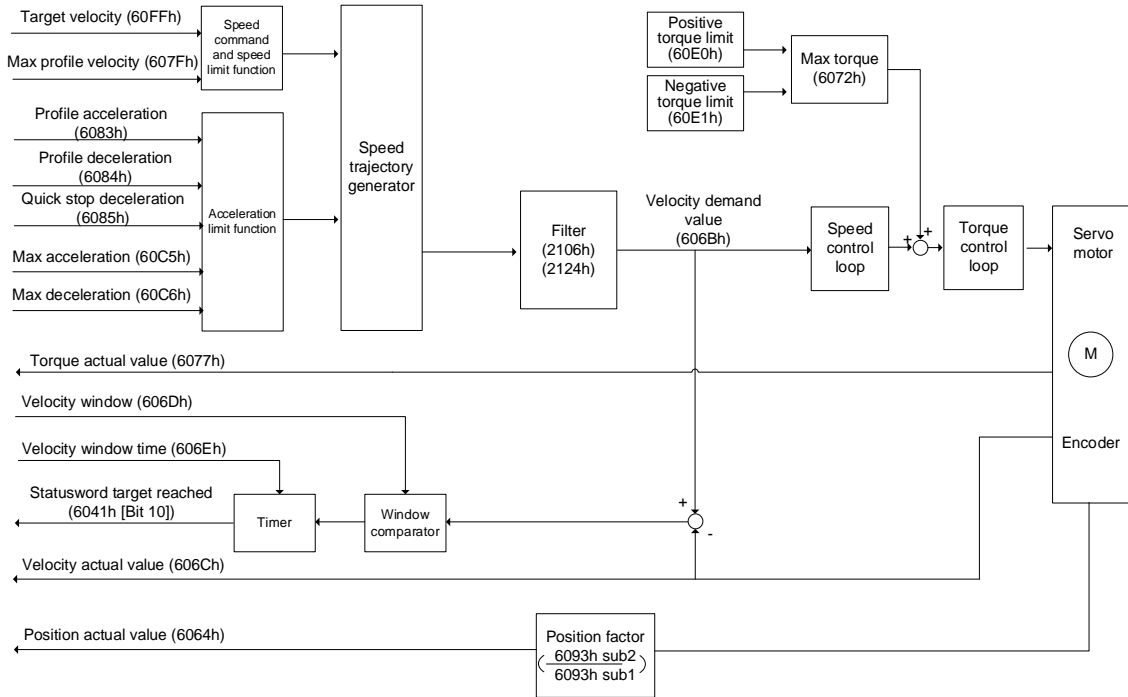 Target velocity (60FFh)
Max profile velocity (607Fh)
Speed
command
and speed
limit function
Profile acceleration
(6083h)
Profile deceleration
(6084h)
Quick stop deceleration
(6085h)
Max acceleration (60C5h)
Max deceleration (60C6h)
Acceleration
limit function
Speed
trajectory
generator
Filter
(2106h)
(2124h)
Positive
torque limit
(60E0h)
Negative
torque limit
(60E1h)
Max torque
(6072h)
Velocity demand
value
(606Bh)
Speed
control
loop
+
+
Torque
control
loop
Servo
motor
M
Encoder
Torque actual value (6077h)
Velocity window (606Dh)
Velocity window time (606Eh)
Statusword target reached
(6041h [Bit 10])
Timer
Window
comparator
+
-
Velocity actual value (606Ch)
Position actual value (6064h)
Position factor
( 6093h sub2
6093h sub1 )